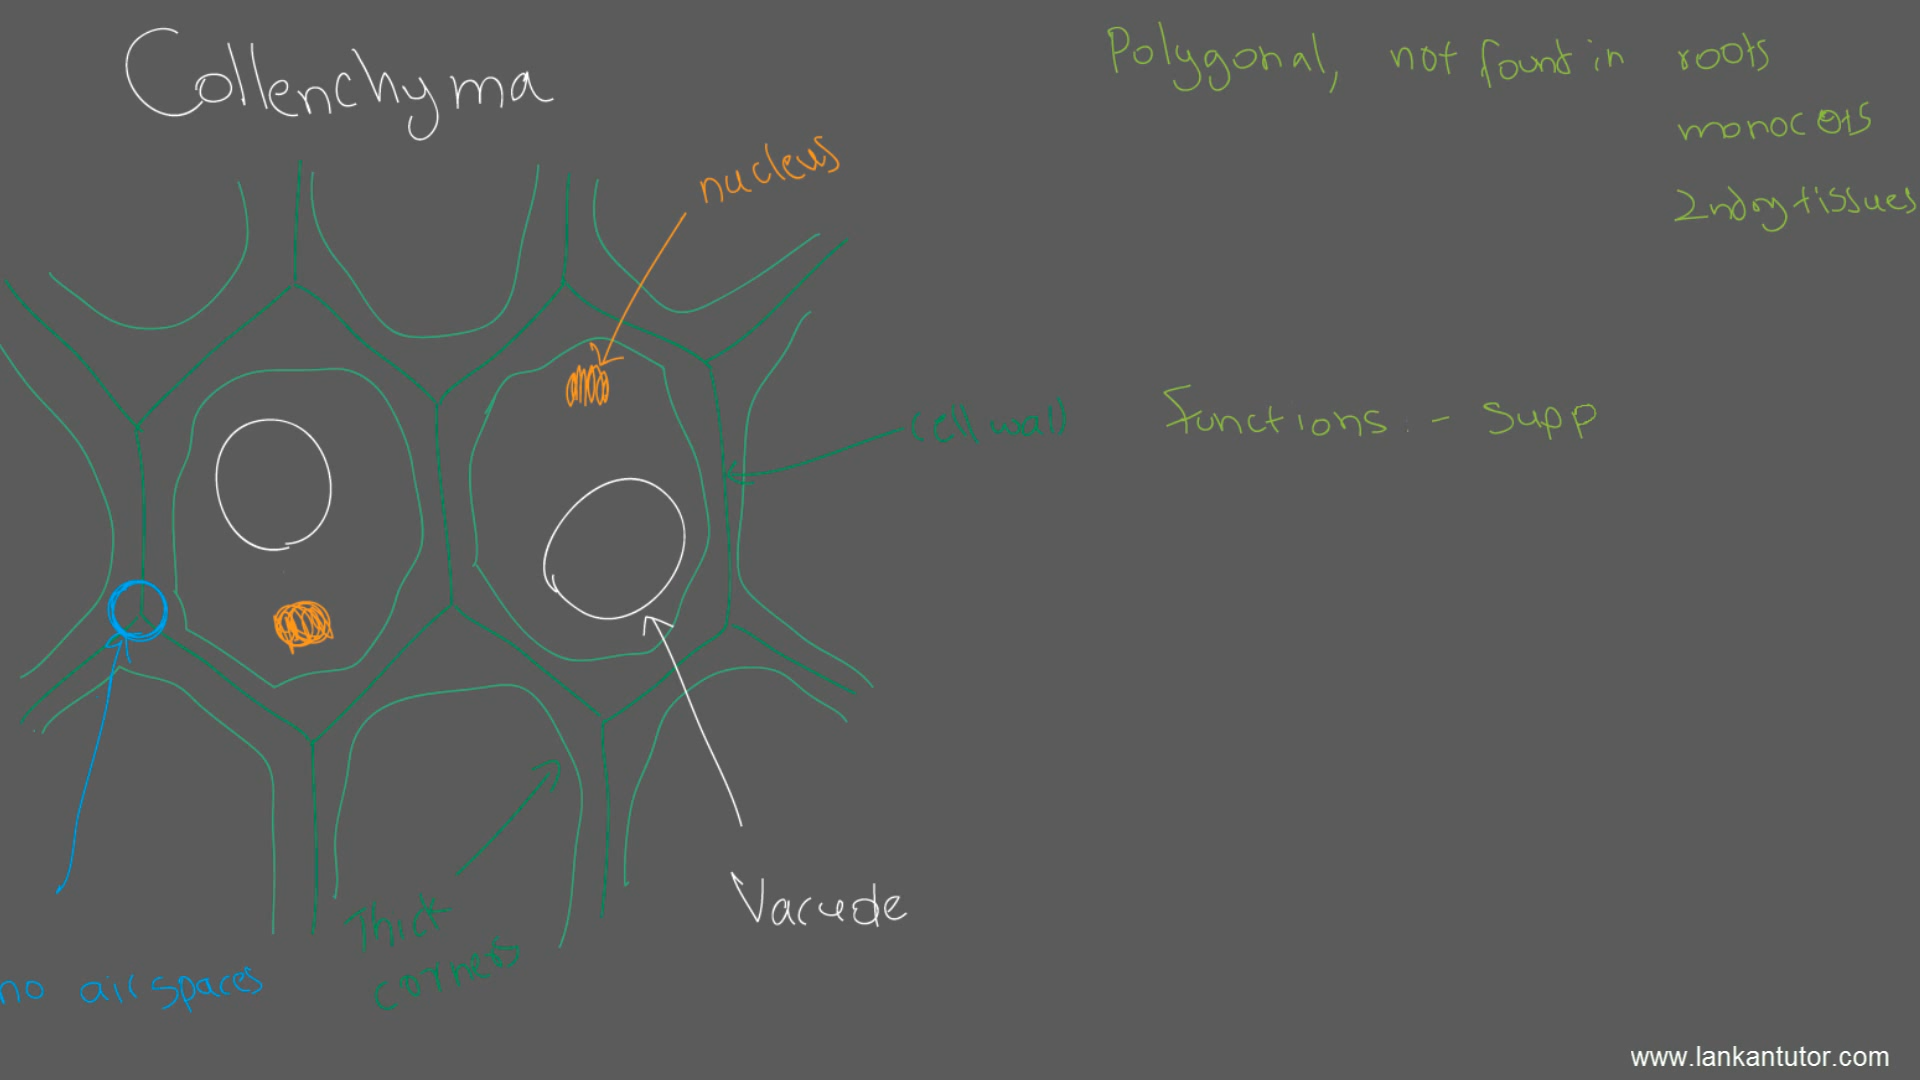 Collenchyma
Polygonal, not found in roots
monocots
2ndry tissues
nucleus
cell wall
Functions :- Supp
Vacuole
Thick
corners
no air spaces
www.lankantutor.com